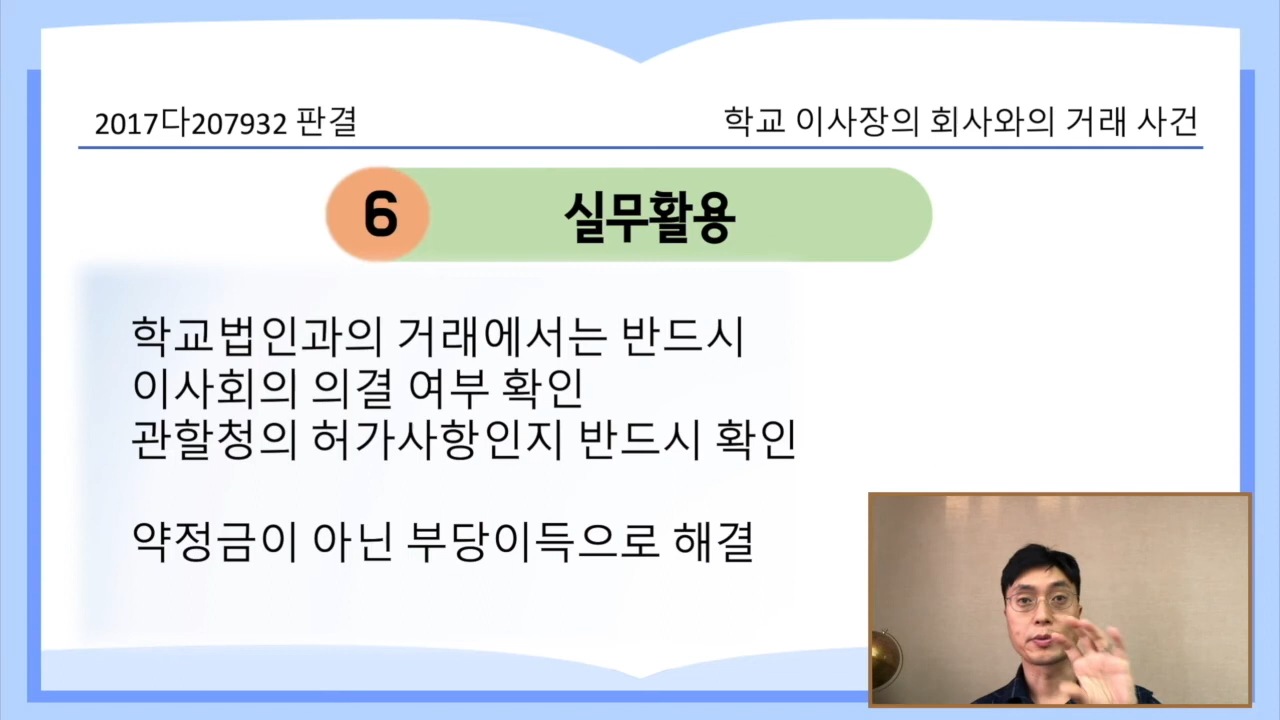 2017다207932 판결
학교 이사장의 회사와의 거래 사건
6
실무활용
학교법인과의 거래에서는 반드시
이사회의 의결 여부 확인
관할청의 허가사항인지 반드시 확인
약정금이 아닌 부당이득으로 해결